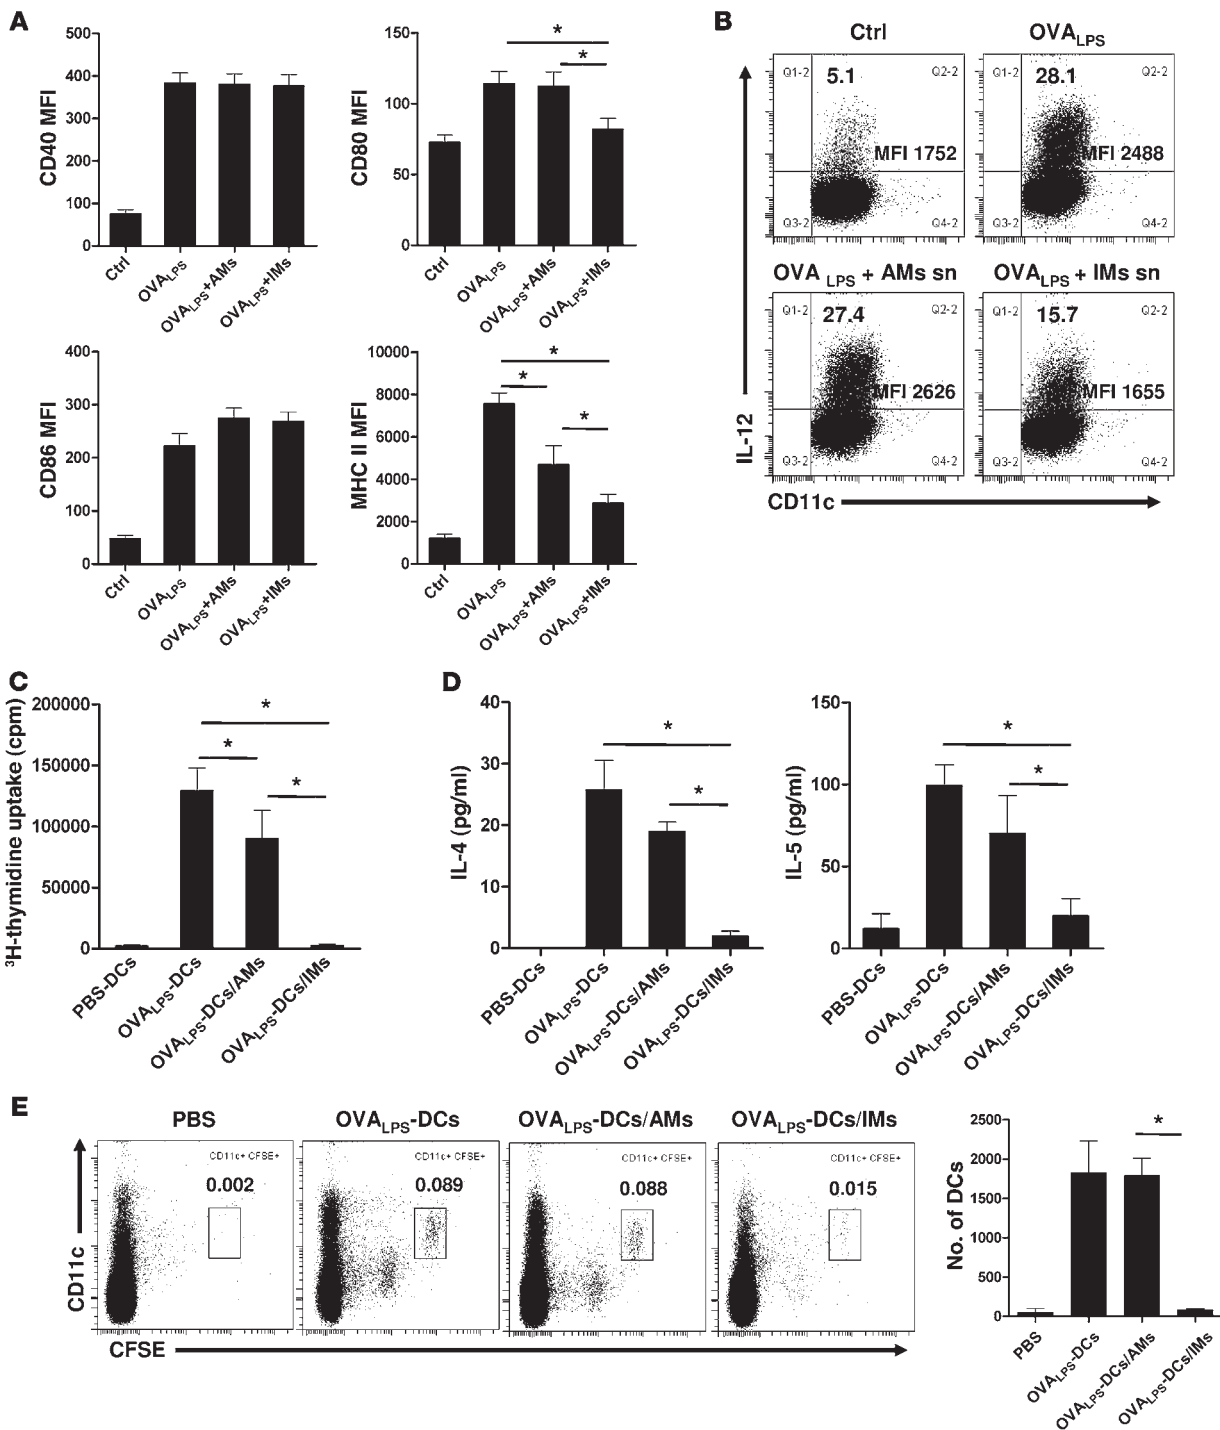 A
500
400
300
200
100
0
CD40 MFI
Ctrl
OVALPS
OVALPS+AMs
OVALPS+IMs
150
100
50
0
CD80 MFI
*
*
Ctrl
OVALPS
OVALPS+AMs
OVALPS+IMs
400
300
200
100
0
CD86 MFI
Ctrl
OVALPS
OVALPS+AMs
OVALPS+IMs
10000
8000
6000
4000
2000
0
MHC II MFI
*
*
*
Ctrl
OVALPS
OVALPS+AMs
OVALPS+IMs
B
Ctrl
Q1-2
5.1
Q2-2
MFI 1752
Q3-2
Q4-2
OVALPS
Q1-2
28.1
Q2-2
MFI 2488
Q3-2
Q4-2
OVA LPS + AMs sn
Q1-2
27.4
Q2-2
MFI 2626
Q3-2
Q4-2
OVALPS + IMs sn
Q1-2
15.7
Q2-2
MFI 1655
Q3-2
Q4-2
IL-12
CD11c
C
200000
150000
100000
50000
0
³H-thymidine uptake (cpm)
*
*
*
PBS-DCs
OVALPS-DCs
OVALPS-DCs/AMs
OVALPS-DCs/IMs
D
40
30
20
10
0
IL-4 (pg/ml)
*
*
PBS-DCs
OVALPS-DCs
OVALPS-DCs/AMs
OVALPS-DCs/IMs
150
100
50
0
IL-5 (pg/ml)
*
*
PBS-DCs
OVALPS-DCs
OVALPS-DCs/AMs
OVALPS-DCs/IMs
E
PBS
CD11c+ CFSE+
0.002
OVALPS-DCs
CD11c+ CFSE+
0.089
OVALPS-DCs/AMs
CD11c+ CFSE+
0.088
OVALPS-DCs/IMs
CD11c+ CFSE+
0.015
CD11c
CFSE
2500
2000
1500
1000
500
0
No. of DCs
*
PBS
OVALPS-DCs
OVALPS-DCs/AMs
OVALPS-DCs/IMs